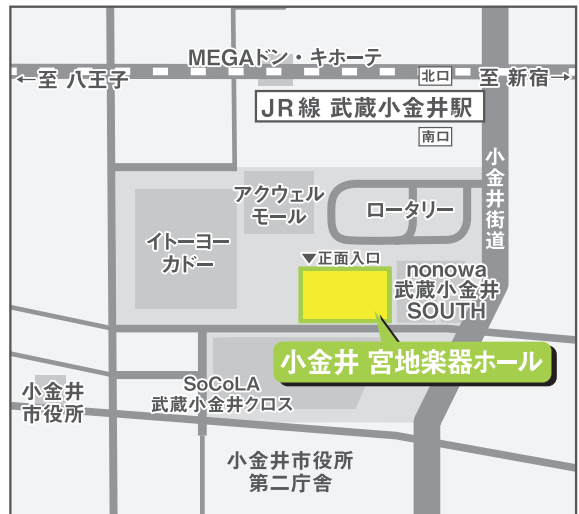 MEGAドン・キホーテ
←至 八王子
北口
至 新宿→
JR線 武蔵小金井駅
南口
小金井街道
アクウェル
モール
ロータリー
イトーヨー
カドー
▼正面入口
nonowa
武蔵小金井
SOUTH
小金井 宮地楽器ホール
SoCoLA
武蔵小金井クロス
小金井
市役所
小金井市役所
第二庁舎